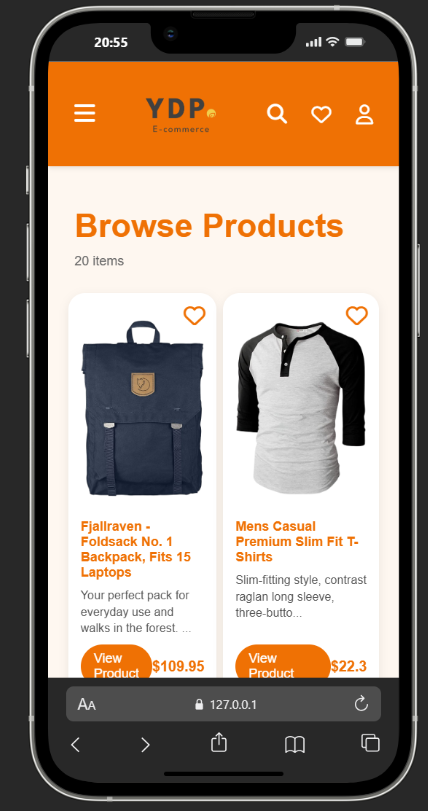 20:55
YDP
E-commerce
Browse Products
20 items
Fjallraven -
Foldsack No. 1
Backpack, Fits 15
Laptops
Your perfect pack for
everyday use and
walks in the forest. ...
View
Product
$109.95
Mens Casual
Premium Slim Fit T-
Shirts
Slim-fitting style, contrast
raglan long sleeve,
three-butto...
View
Product
$22.3
AA
127.0.0.1